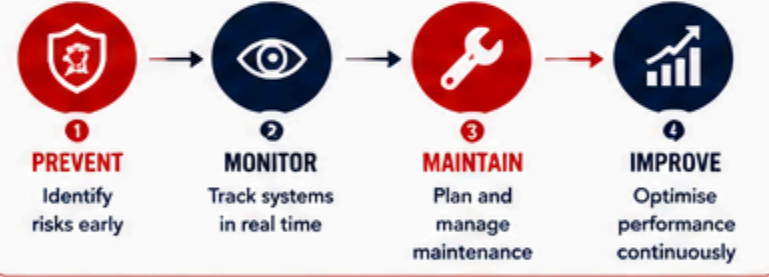 1
PREVENT
Identify
risks early
2
MONITOR
Track systems
in real time
3
MAINTAIN
Plan and
manage
maintenance
4
IMPROVE
Optimise
performance
continuously